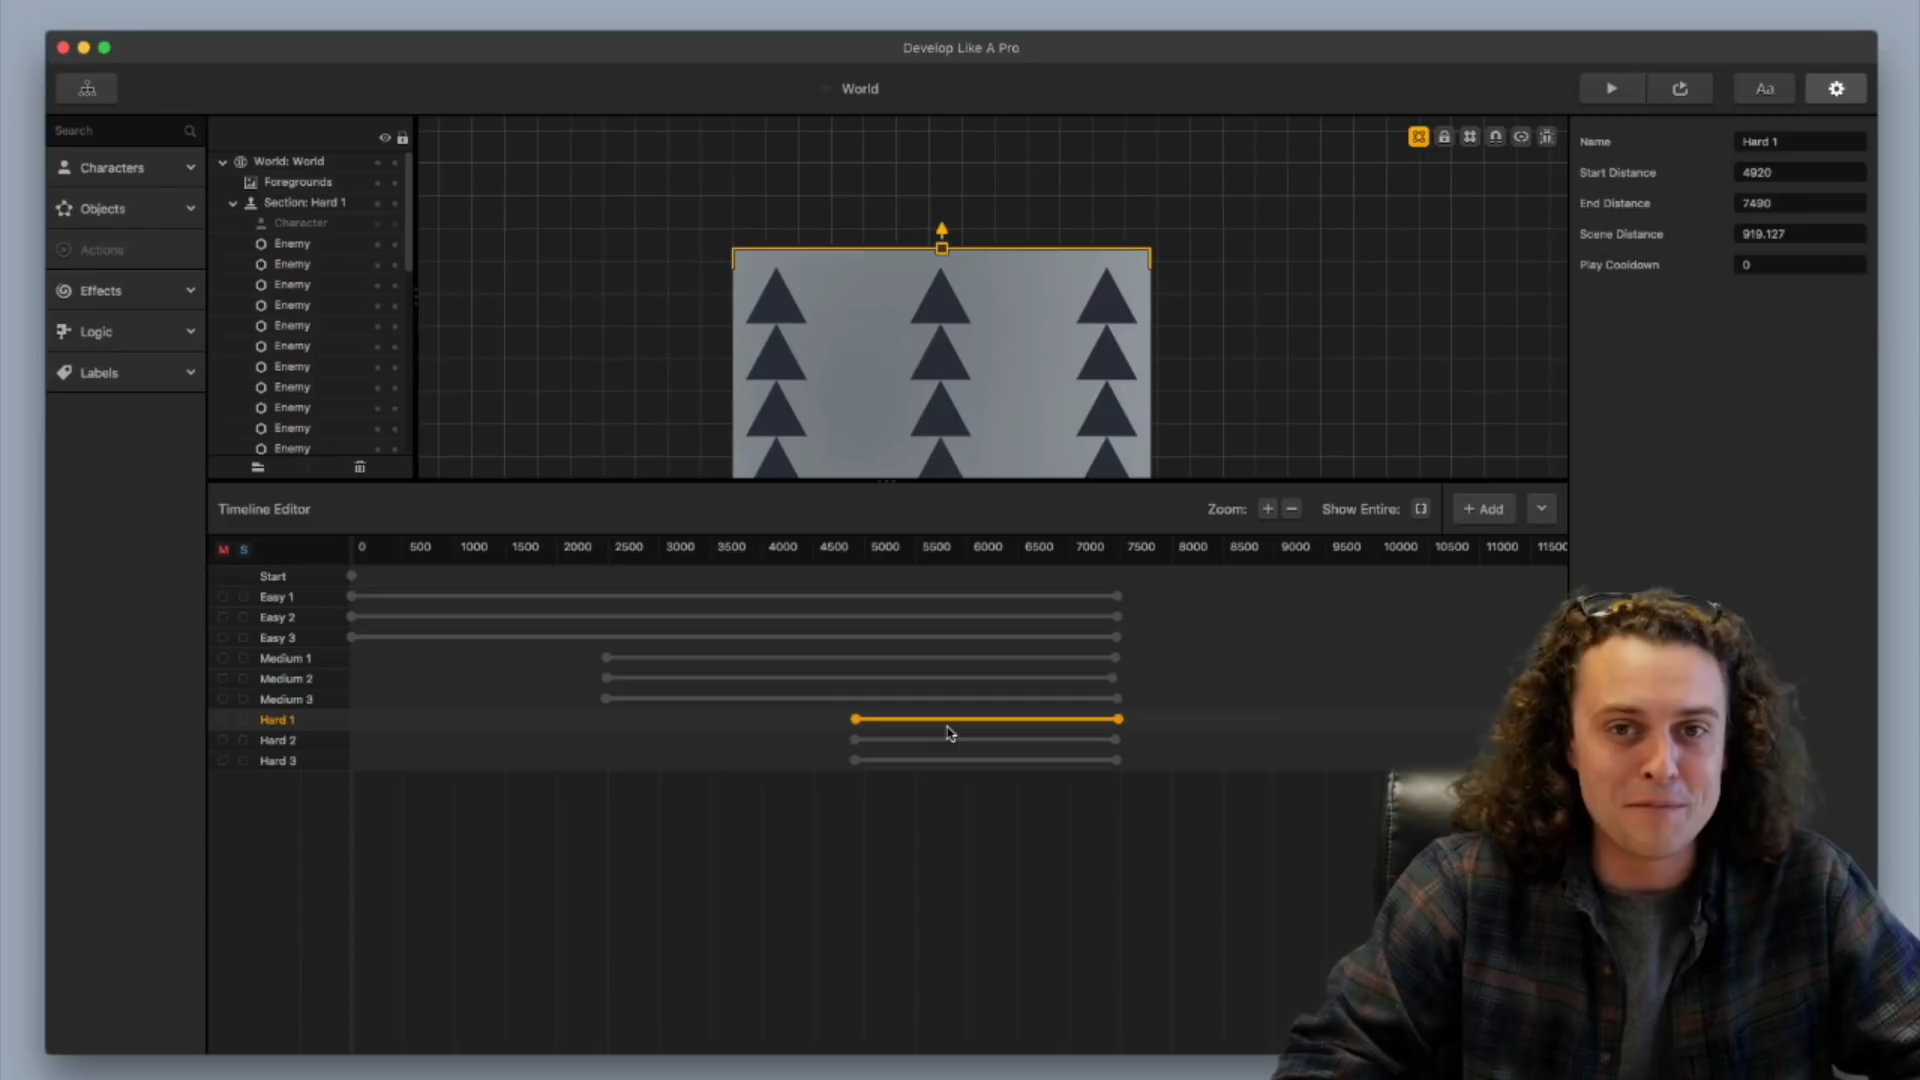 Develop Like A Pro
World
Aa
Search
Characters
Objects
Actions
Effects
Logic
Labels
World: World
Foregrounds
Section: Hard 1
Character
Enemy
Enemy
Enemy
Enemy
Enemy
Enemy
Enemy
Enemy
Enemy
Enemy
Enemy
Name Hard 1
Start Distance 4920
End Distance 7490
Scene Distance 919.127
Play Cooldown 0
Timeline Editor Zoom: + − Show Entire: + Add
M S 0 500 1000 1500 2000 2500 3000 3500 4000 4500 5000 5500 6000 6500 7000 7500 8000 8500 9000 9500 10000 10500 11000 11500
Start
Easy 1
Easy 2
Easy 3
Medium 1
Medium 2
Medium 3
Hard 1
Hard 2
Hard 3